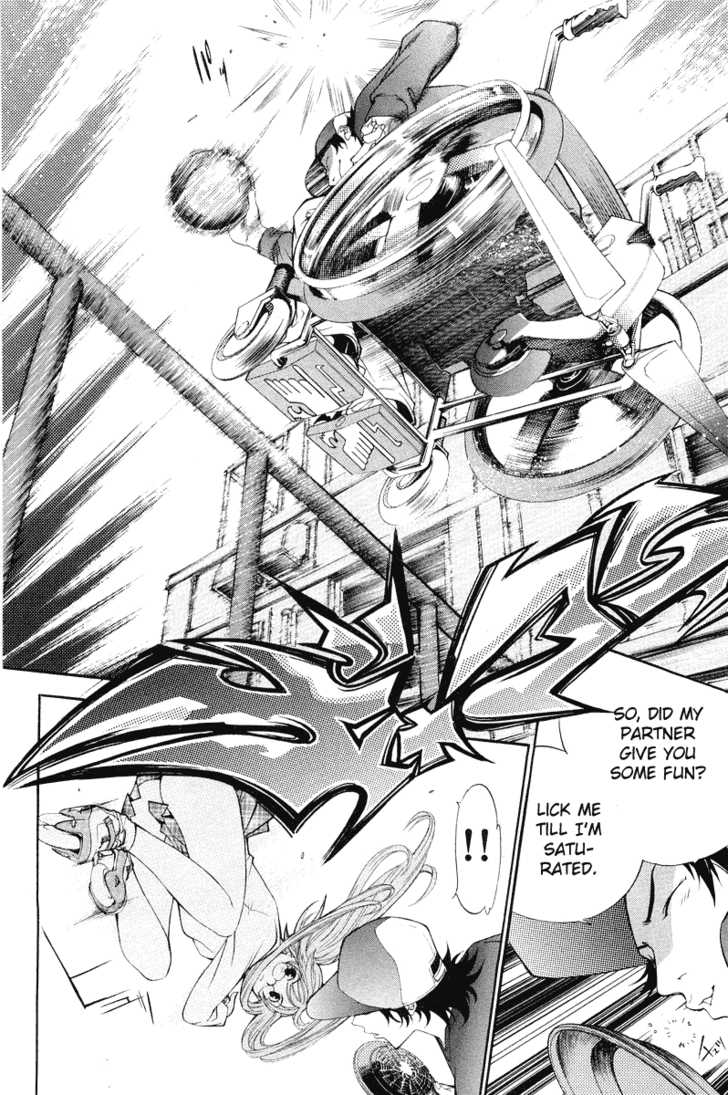 SO, DID MY
PARTNER
GIVE YOU
SOME FUN?
LICK ME
TILL I'M
SATU-
RATED.
!!